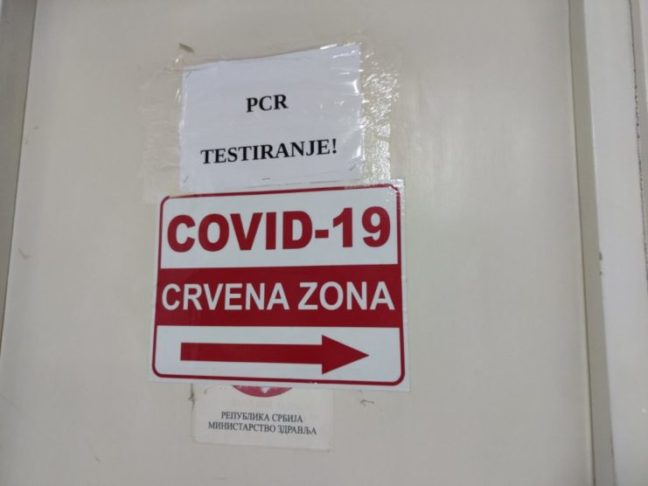 PCR
TESTIRANJE!
COVID-19
CRVENA ZONA
РЕПУБЛИКА СРБИЈА
МИНИСТАРСТВО ЗДРАВЉА